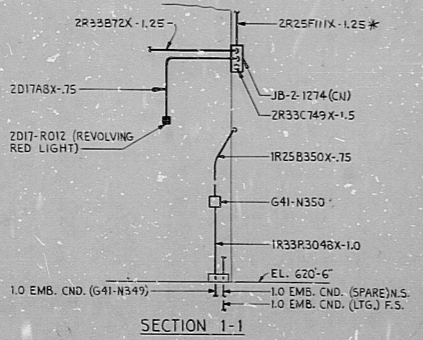 2R33B72X-1.25
2R25F111X-1.25*
2D17A8X-.75
JB-2-1274(CN)
2R33C749X-1.5
2D17-R012 (REVOLVING
RED LIGHT)
1R25B350X-.75
G41-N350
1R33R3048X-1.0
EL. 620'-6"
1.0 EMB. CND. (G41-N349)
1.0 EMB. CND. (SPARE)N.S.
1.0 EMB. CND. (LTG.) F.S.
SECTION 1-1